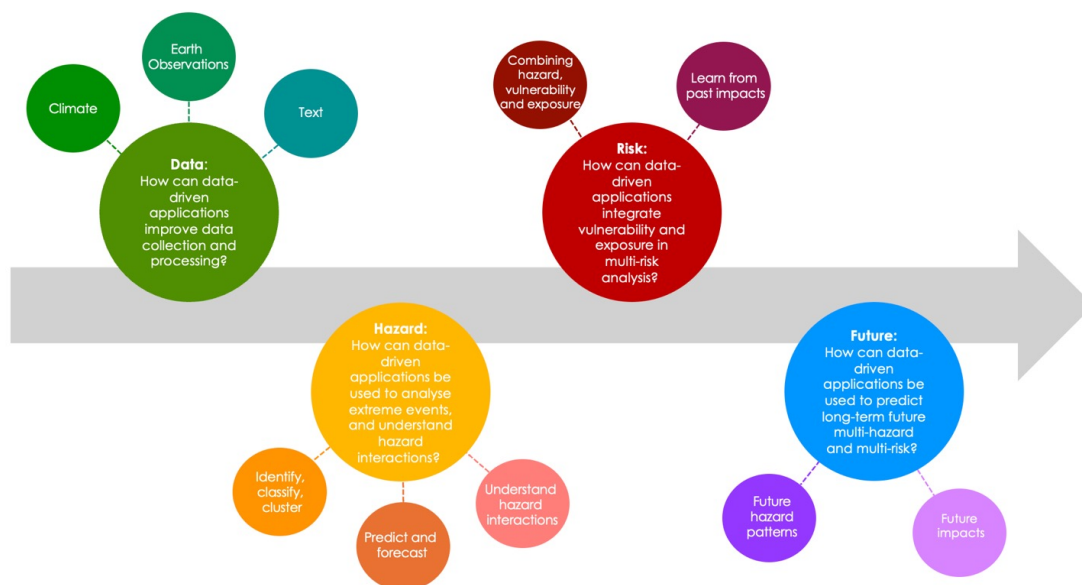 Climate
Earth
Observations
Text
Data:
How can data-
driven
applications
improve data
collection and
processing?
Hazard:
How can data-
driven
applications be
used to analyse
extreme events,
and understand
hazard
interactions?
Identify,
classify,
cluster
Predict and
forecast
Understand
hazard
interactions
Combining
hazard,
vulnerability
and exposure
Learn from
past impacts
Risk:
How can data-
driven
applications
integrate
vulnerability and
exposure in
multi-risk
analysis?
Future:
How can data-
driven
applications be
used to predict
long-term future
multi-hazard
and multi-risk?
Future
hazard
patterns
Future
impacts